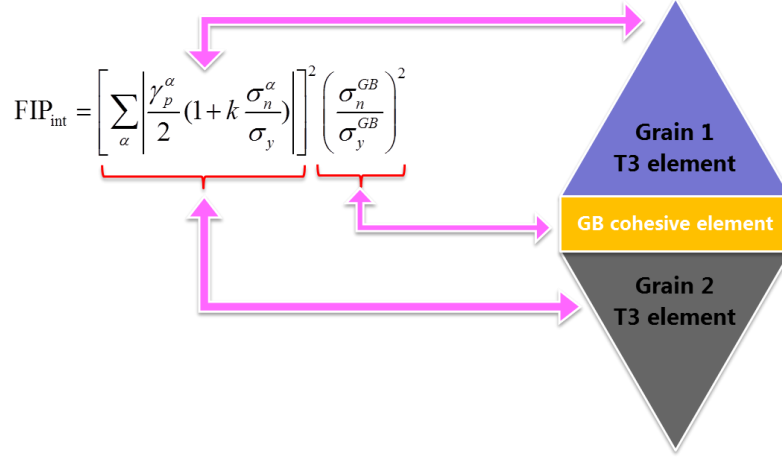 FIP_int = [ ∑_α | γ_p^α / 2 (1 + k σ_n^α / σ_y) | ]^2 ( σ_n^GB / σ_y^GB )^2
Grain 1
T3 element
GB cohesive element
Grain 2
T3 element